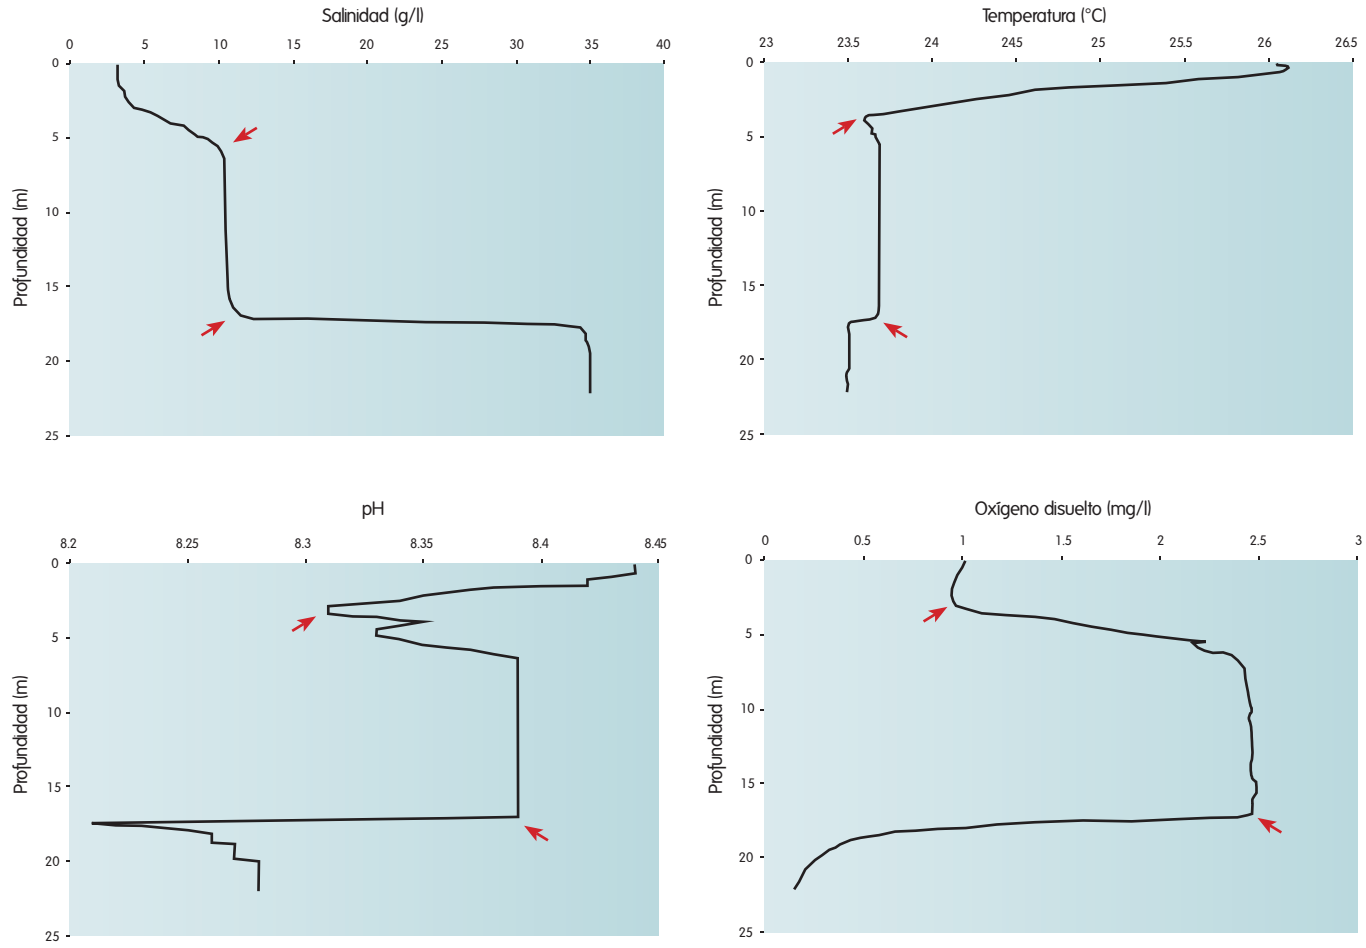 Salinidad (g/l)
0 5 10 15 20 25 30 35 40
0
5
10
15
20
25
Profundidad (m)
Temperatura (°C)
23 23.5 24 245 25 25.5 26 26.5
0
5
10
15
20
25
Profundidad (m)
pH
8.2 8.25 8.3 8.35 8.4 8.45
0
5
10
15
20
25
Profundidad (m)
Oxígeno disuelto (mg/l)
0 0.5 1 1.5 2 2.5 3
0
5
10
15
20
25
Profundidad (m)